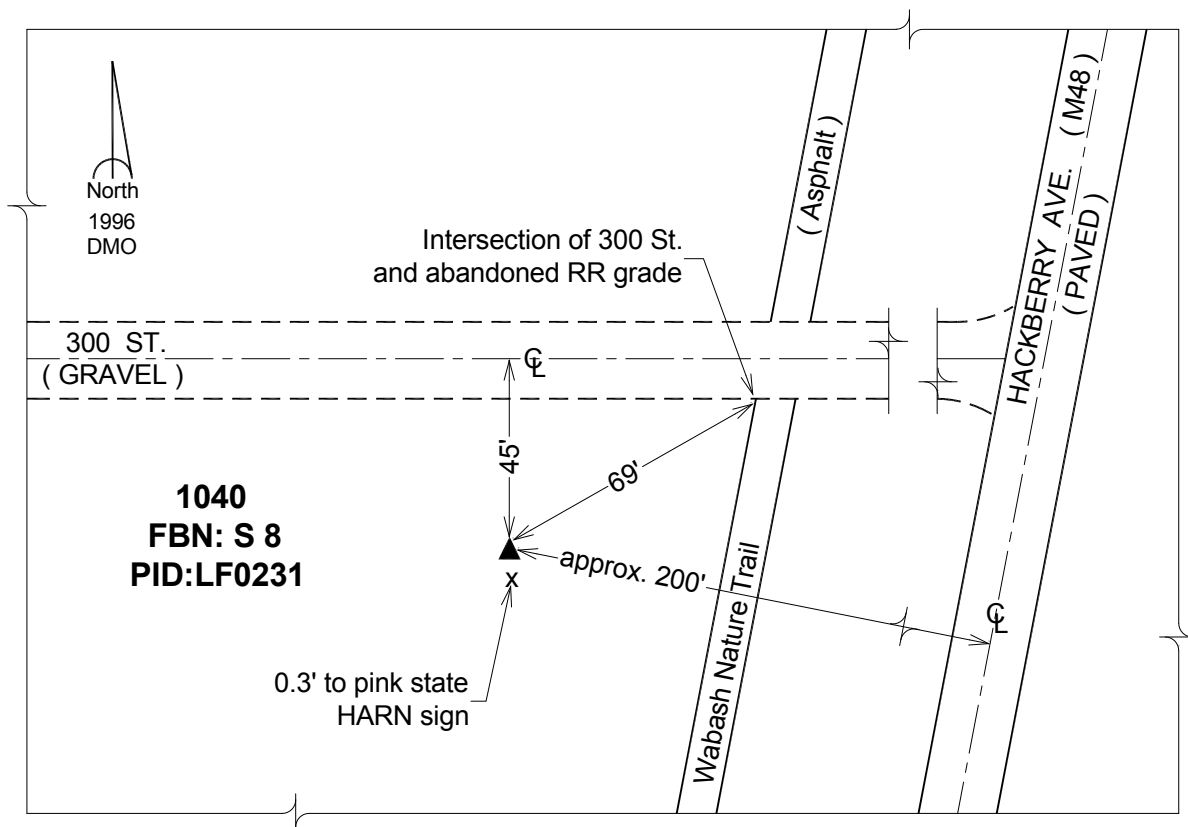 North
1996
DMO
Intersection of 300 St.
and abandoned RR grade
( Asphalt )
HACKBERRY AVE. ( M48 )
( PAVED )
300 ST.
( GRAVEL )
℄
45'
69'
1040
FBN: S 8
PID:LF0231
approx. 200'
x
℄
Wabash Nature Trail
0.3' to pink state
HARN sign